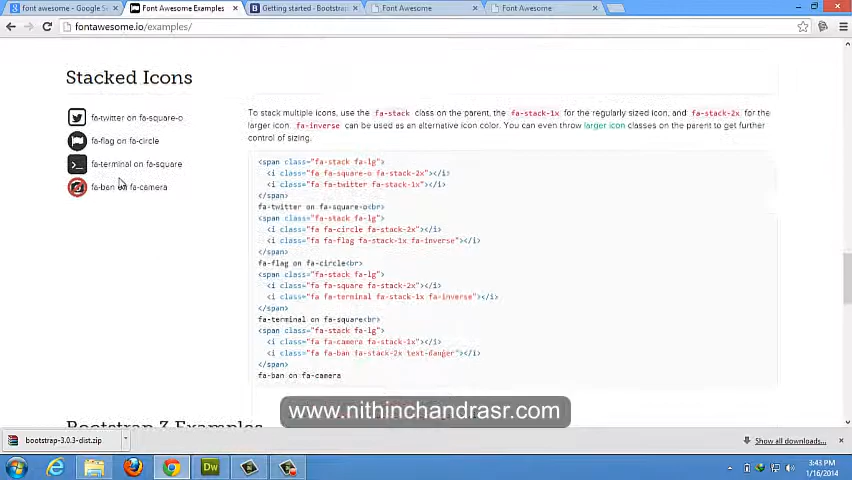 font awesome - Google Se
Font Awesome Examples
Getting started · Bootstrap
Font Awesome
Font Awesome
fontawesome.io/examples/
Stacked Icons
fa-twitter on fa-square-o
fa-flag on fa-circle
fa-terminal on fa-square
fa-ban on fa-camera
To stack multiple icons, use the fa-stack class on the parent, the fa-stack-1x for the regularly sized icon, and fa-stack-2x for the
larger icon. fa-inverse can be used as an alternative icon color. You can even throw larger icon classes on the parent to get further
control of sizing.
<span class="fa-stack fa-lg">
<i class="fa fa-square-o fa-stack-2x"></i>
<i class="fa fa-twitter fa-stack-1x"></i>
</span>
fa-twitter on fa-square-o<br>
<span class="fa-stack fa-lg">
<i class="fa fa-circle fa-stack-2x"></i>
<i class="fa fa-flag fa-stack-1x fa-inverse"></i>
</span>
fa-flag on fa-circle<br>
<span class="fa-stack fa-lg">
<i class="fa fa-square fa-stack-2x"></i>
<i class="fa fa-terminal fa-stack-1x fa-inverse"></i>
</span>
fa-terminal on fa-square<br>
<span class="fa-stack fa-lg">
<i class="fa fa-camera fa-stack-1x"></i>
<i class="fa fa-ban fa-stack-2x text-danger"></i>
</span>
fa-ban on fa-camera
www.nithinchandrasr.com
bootstrap-3.0.3-dist.zip
Show all downloads...
Dw
3:43 PM
1/16/2014